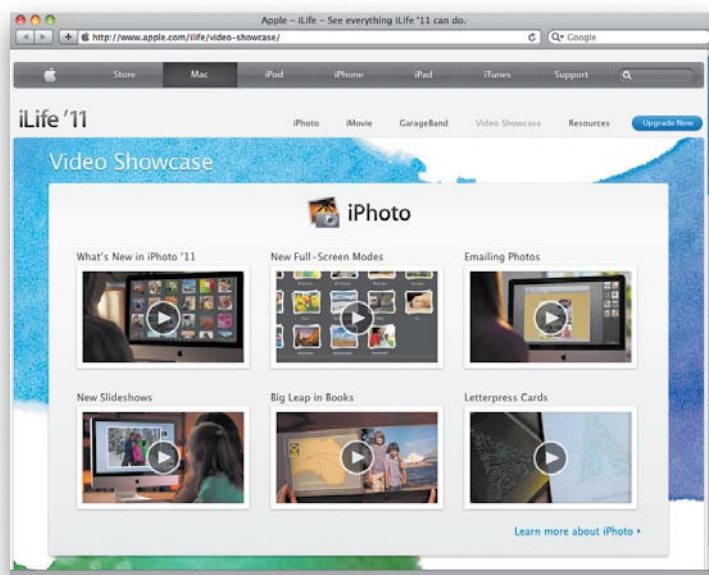 Apple – iLife – See everything iLife '11 can do.
http://www.apple.com/ilife/video-showcase/
Google
Store Mac iPod iPhone iPad iTunes Support
iLife '11
iPhoto iMovie GarageBand Video Showcase Resources Upgrade Now
Video Showcase
iPhoto
What's New in iPhoto '11 New Full-Screen Modes Emailing Photos
New Slideshows Big Leap in Books Letterpress Cards
Learn more about iPhoto